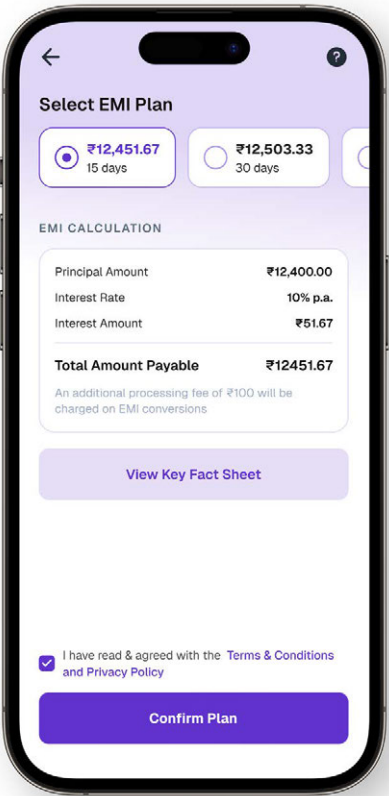 ?
Select EMI Plan
₹12,451.67
15 days
₹12,503.33
30 days
EMI CALCULATION
Principal Amount ₹12,400.00
Interest Rate 10% p.a.
Interest Amount ₹51.67
Total Amount Payable ₹12451.67
An additional processing fee of ₹100 will be
charged on EMI conversions
View Key Fact Sheet
I have read & agreed with the Terms & Conditions
and Privacy Policy
Confirm Plan